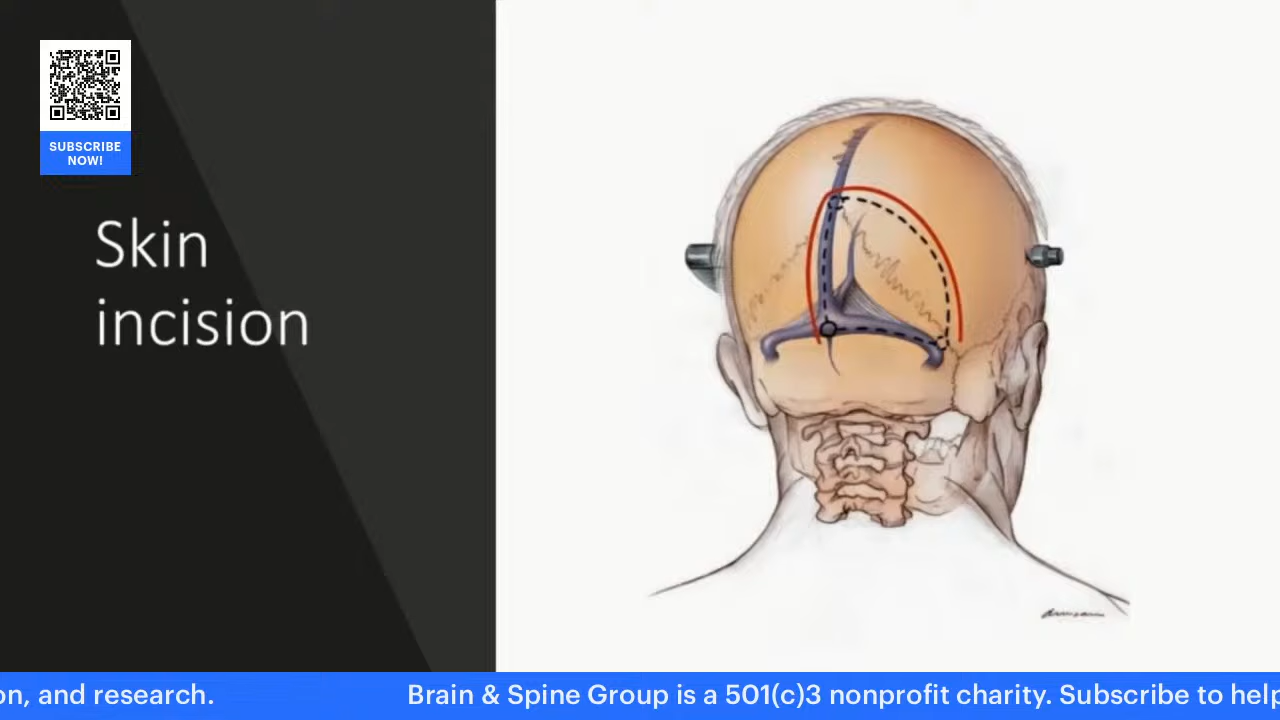 SUBSCRIBE
NOW!
Skin
incision
on, and research. Brain & Spine Group is a 501(c)3 nonprofit charity. Subscribe to help